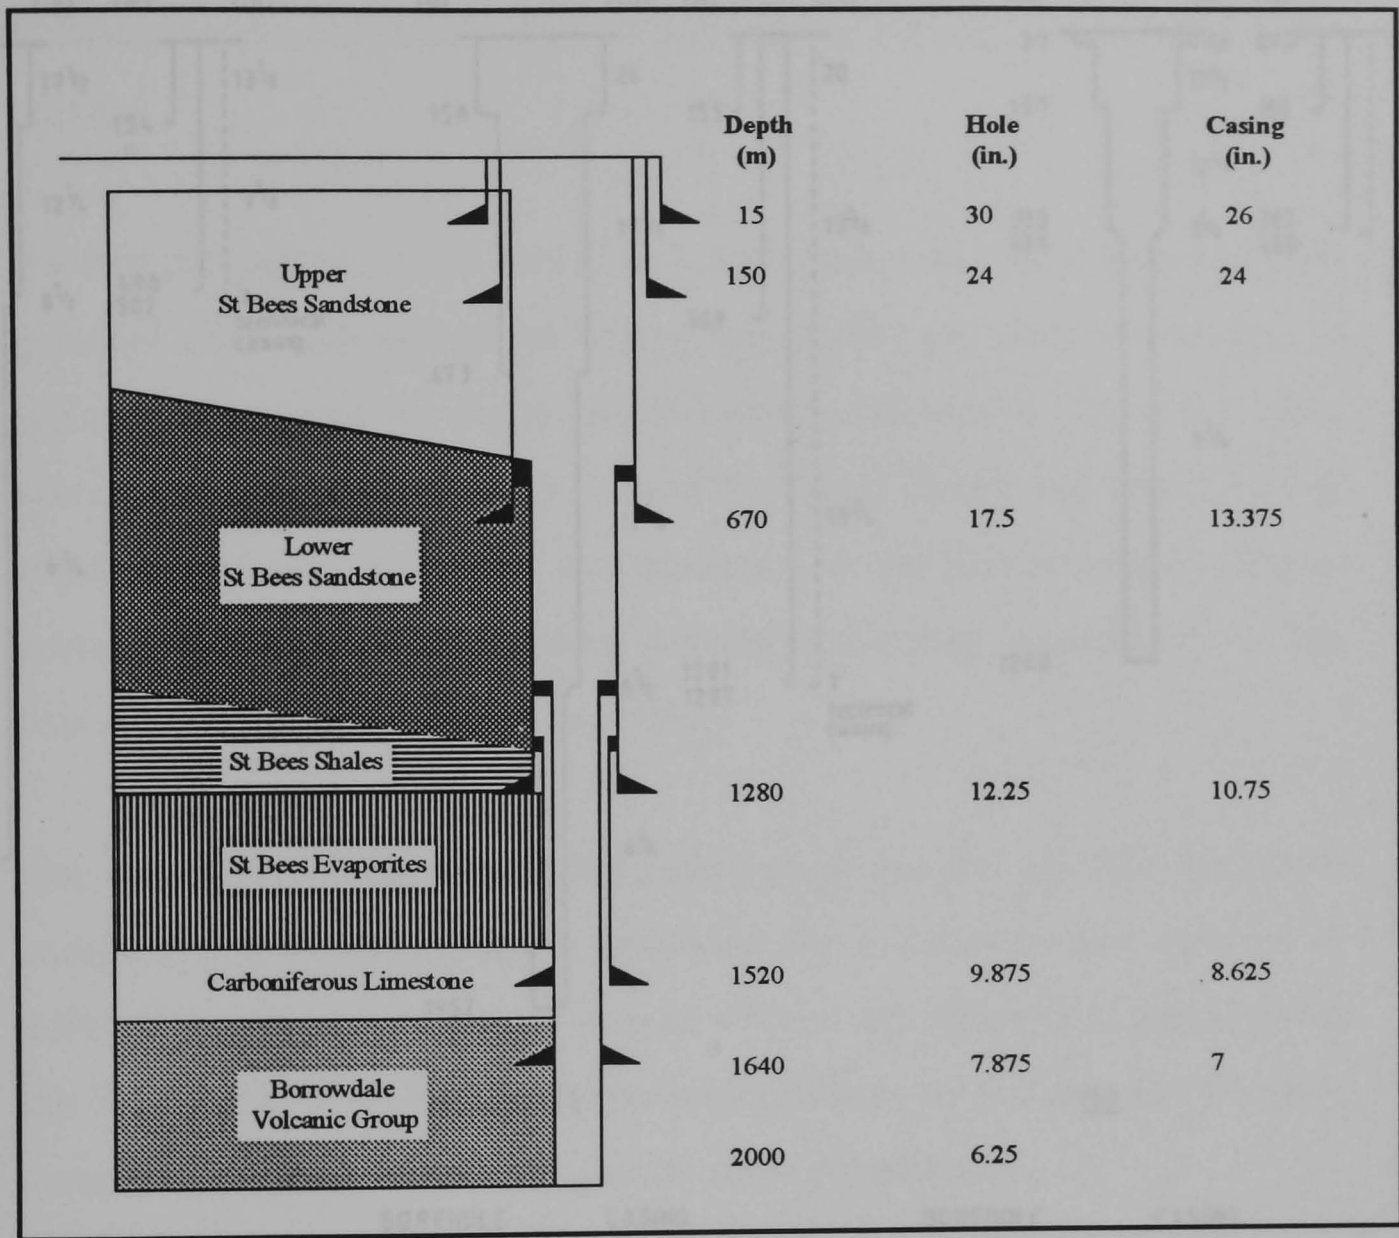 Depth Hole Casing
(m) (in.) (in.)
15 30 26
Upper
St Bees Sandstone
150 24 24
670 17.5 13.375
Lower
St Bees Sandstone
St Bees Shales
1280 12.25 10.75
St Bees Evaporites
Carboniferous Limestone
1520 9.875 8.625
1640 7.875 7
Borrowdale
Volcanic Group
2000 6.25